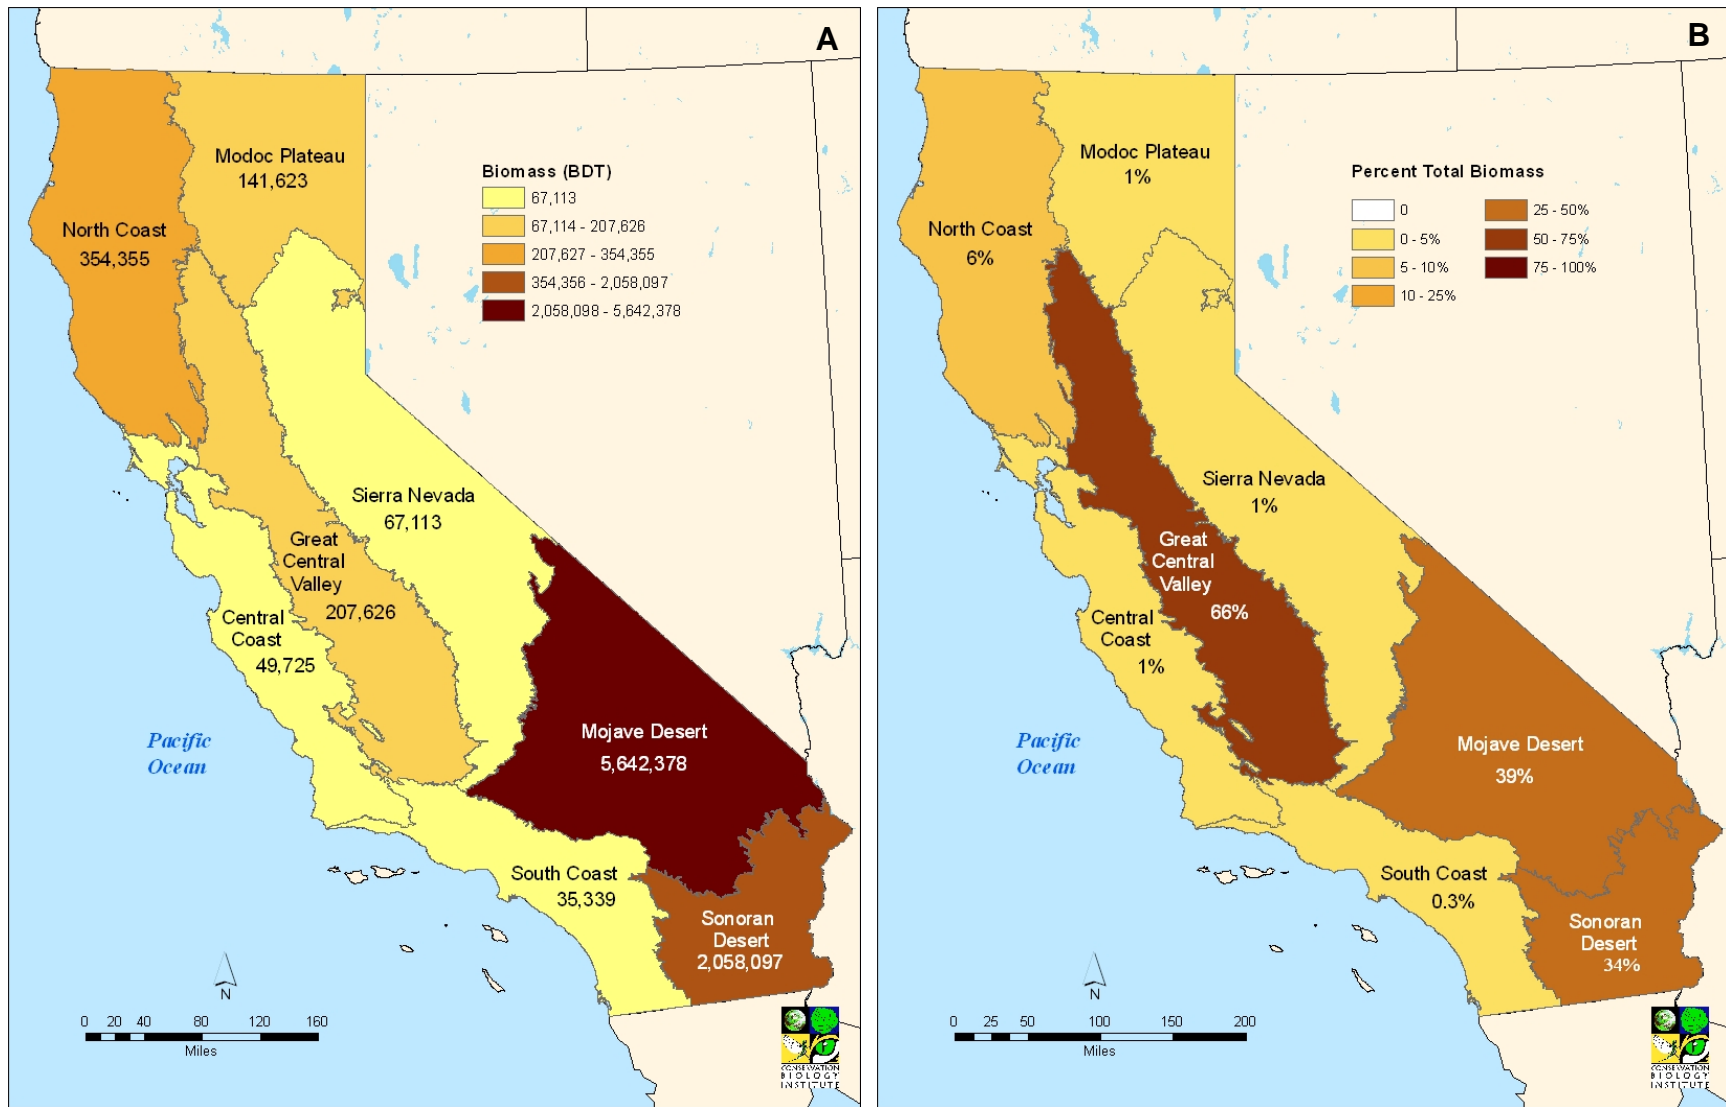 A
Modoc Plateau
141,623
North Coast
354,355
Biomass (BDT)
67,113
67,114 - 207,626
207,627 - 354,355
354,356 - 2,058,097
2,058,098 - 5,642,378
Sierra Nevada
67,113
Great
Central
Valley
207,626
Central
Coast
49,725
Pacific
Ocean
Mojave Desert
5,642,378
South Coast
35,339
Sonoran
Desert
2,058,097
N
0 20 40 80 120 160
Miles
CONSERVATION
BIOLOGY
INSTITUTE
B
Modoc Plateau
1%
North Coast
6%
Percent Total Biomass
0
0 - 5%
5 - 10%
10 - 25%
25 - 50%
50 - 75%
75 - 100%
Sierra Nevada
1%
Great
Central
Valley
66%
Central
Coast
1%
Pacific
Ocean
Mojave Desert
39%
South Coast
0.3%
Sonoran
Desert
34%
N
0 25 50 100 150 200
Miles
CONSERVATION
BIOLOGY
INSTITUTE